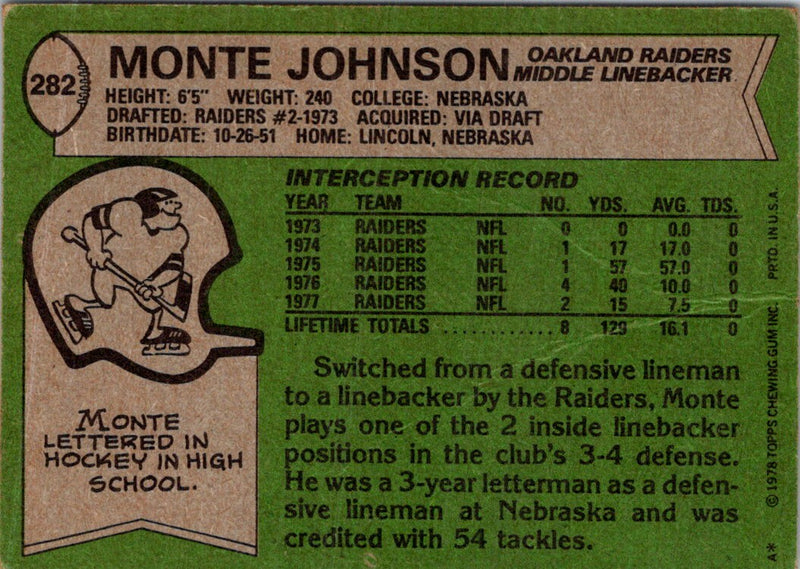 282
MONTE JOHNSON
OAKLAND RAIDERS
MIDDLE LINEBACKER
HEIGHT: 6'5" WEIGHT: 240 COLLEGE: NEBRASKA
DRAFTED: RAIDERS #2-1973 ACQUIRED: VIA DRAFT
BIRTHDATE: 10-26-51 HOME: LINCOLN, NEBRASKA
INTERCEPTION RECORD
YEAR TEAM NO. YDS. AVG. TDS.
1973 RAIDERS NFL 0 0 0.0 0
1974 RAIDERS NFL 1 17 17.0 0
1975 RAIDERS NFL 1 57 57.0 0
1976 RAIDERS NFL 4 40 10.0 0
1977 RAIDERS NFL 2 15 7.5 0
LIFETIME TOTALS ............ 8 129 16.1 0
MONTE
LETTERED IN
HOCKEY IN HIGH
SCHOOL.
Switched from a defensive lineman
to a linebacker by the Raiders, Monte
plays one of the 2 inside linebacker
positions in the club's 3-4 defense.
He was a 3-year letterman as a defen-
sive lineman at Nebraska and was
credited with 54 tackles.
A* © 1978 TOPPS CHEWING GUM INC. PRTD. IN U.S.A.